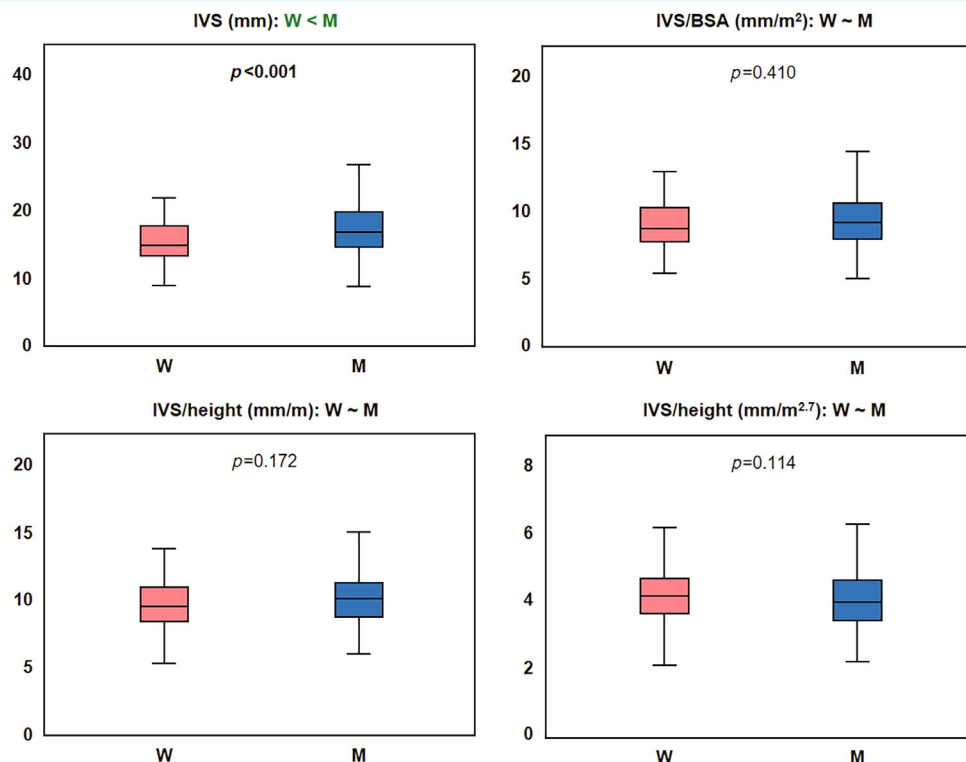 IVS (mm): W < M
p<0.001
40
30
20
10
0
W
M
IVS/BSA (mm/m²): W ~ M
p=0.410
20
15
10
5
0
W
M
IVS/height (mm/m): W ~ M
p=0.172
20
15
10
5
0
W
M
IVS/height (mm/m²·⁷): W ~ M
p=0.114
8
6
4
2
0
W
M